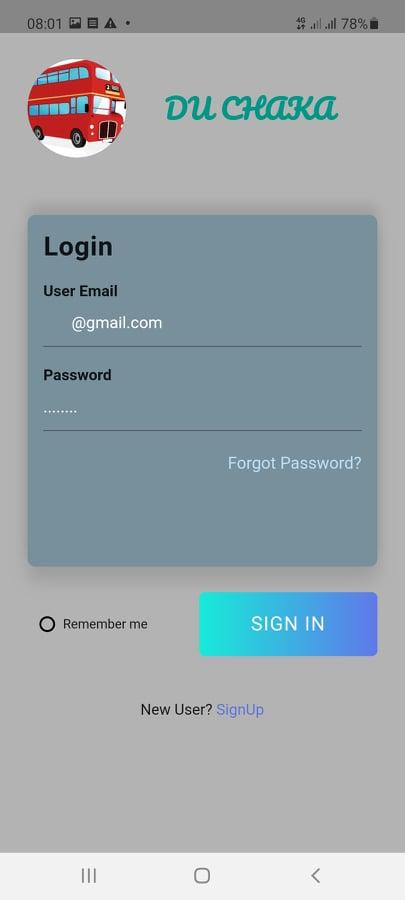 08:01 4G 78%
DU CHAKA
Login
User Email
@gmail.com
Password
........
Forgot Password?
Remember me
SIGN IN
New User? SignUp